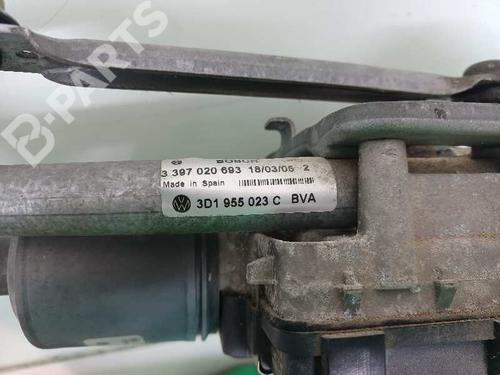 B-PARTS
BOSCH
3 397 020 693 18/03/05 2
Made in Spain
3D1 955 023 C BVA